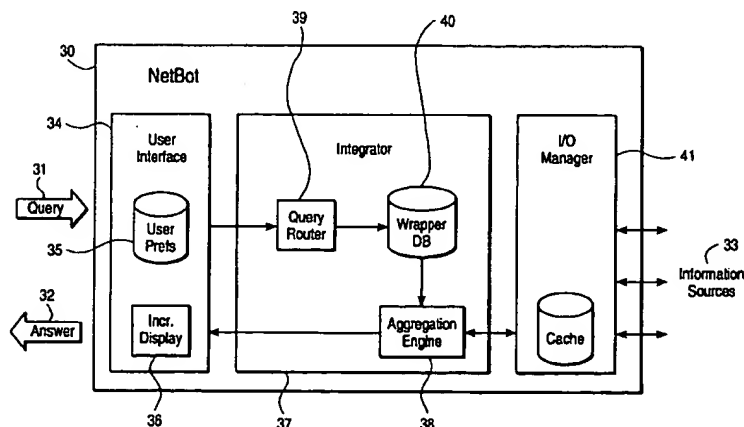 39
40
30
NetBot
34
User
Interface
Integrator
I/O
Manager
41
31
Query
User
Prefs
35
Query
Router
Wrapper
DB
33
Information
Sources
32
Answer
Incr.
Display
Aggregation
Engine
Cache
36
37
38